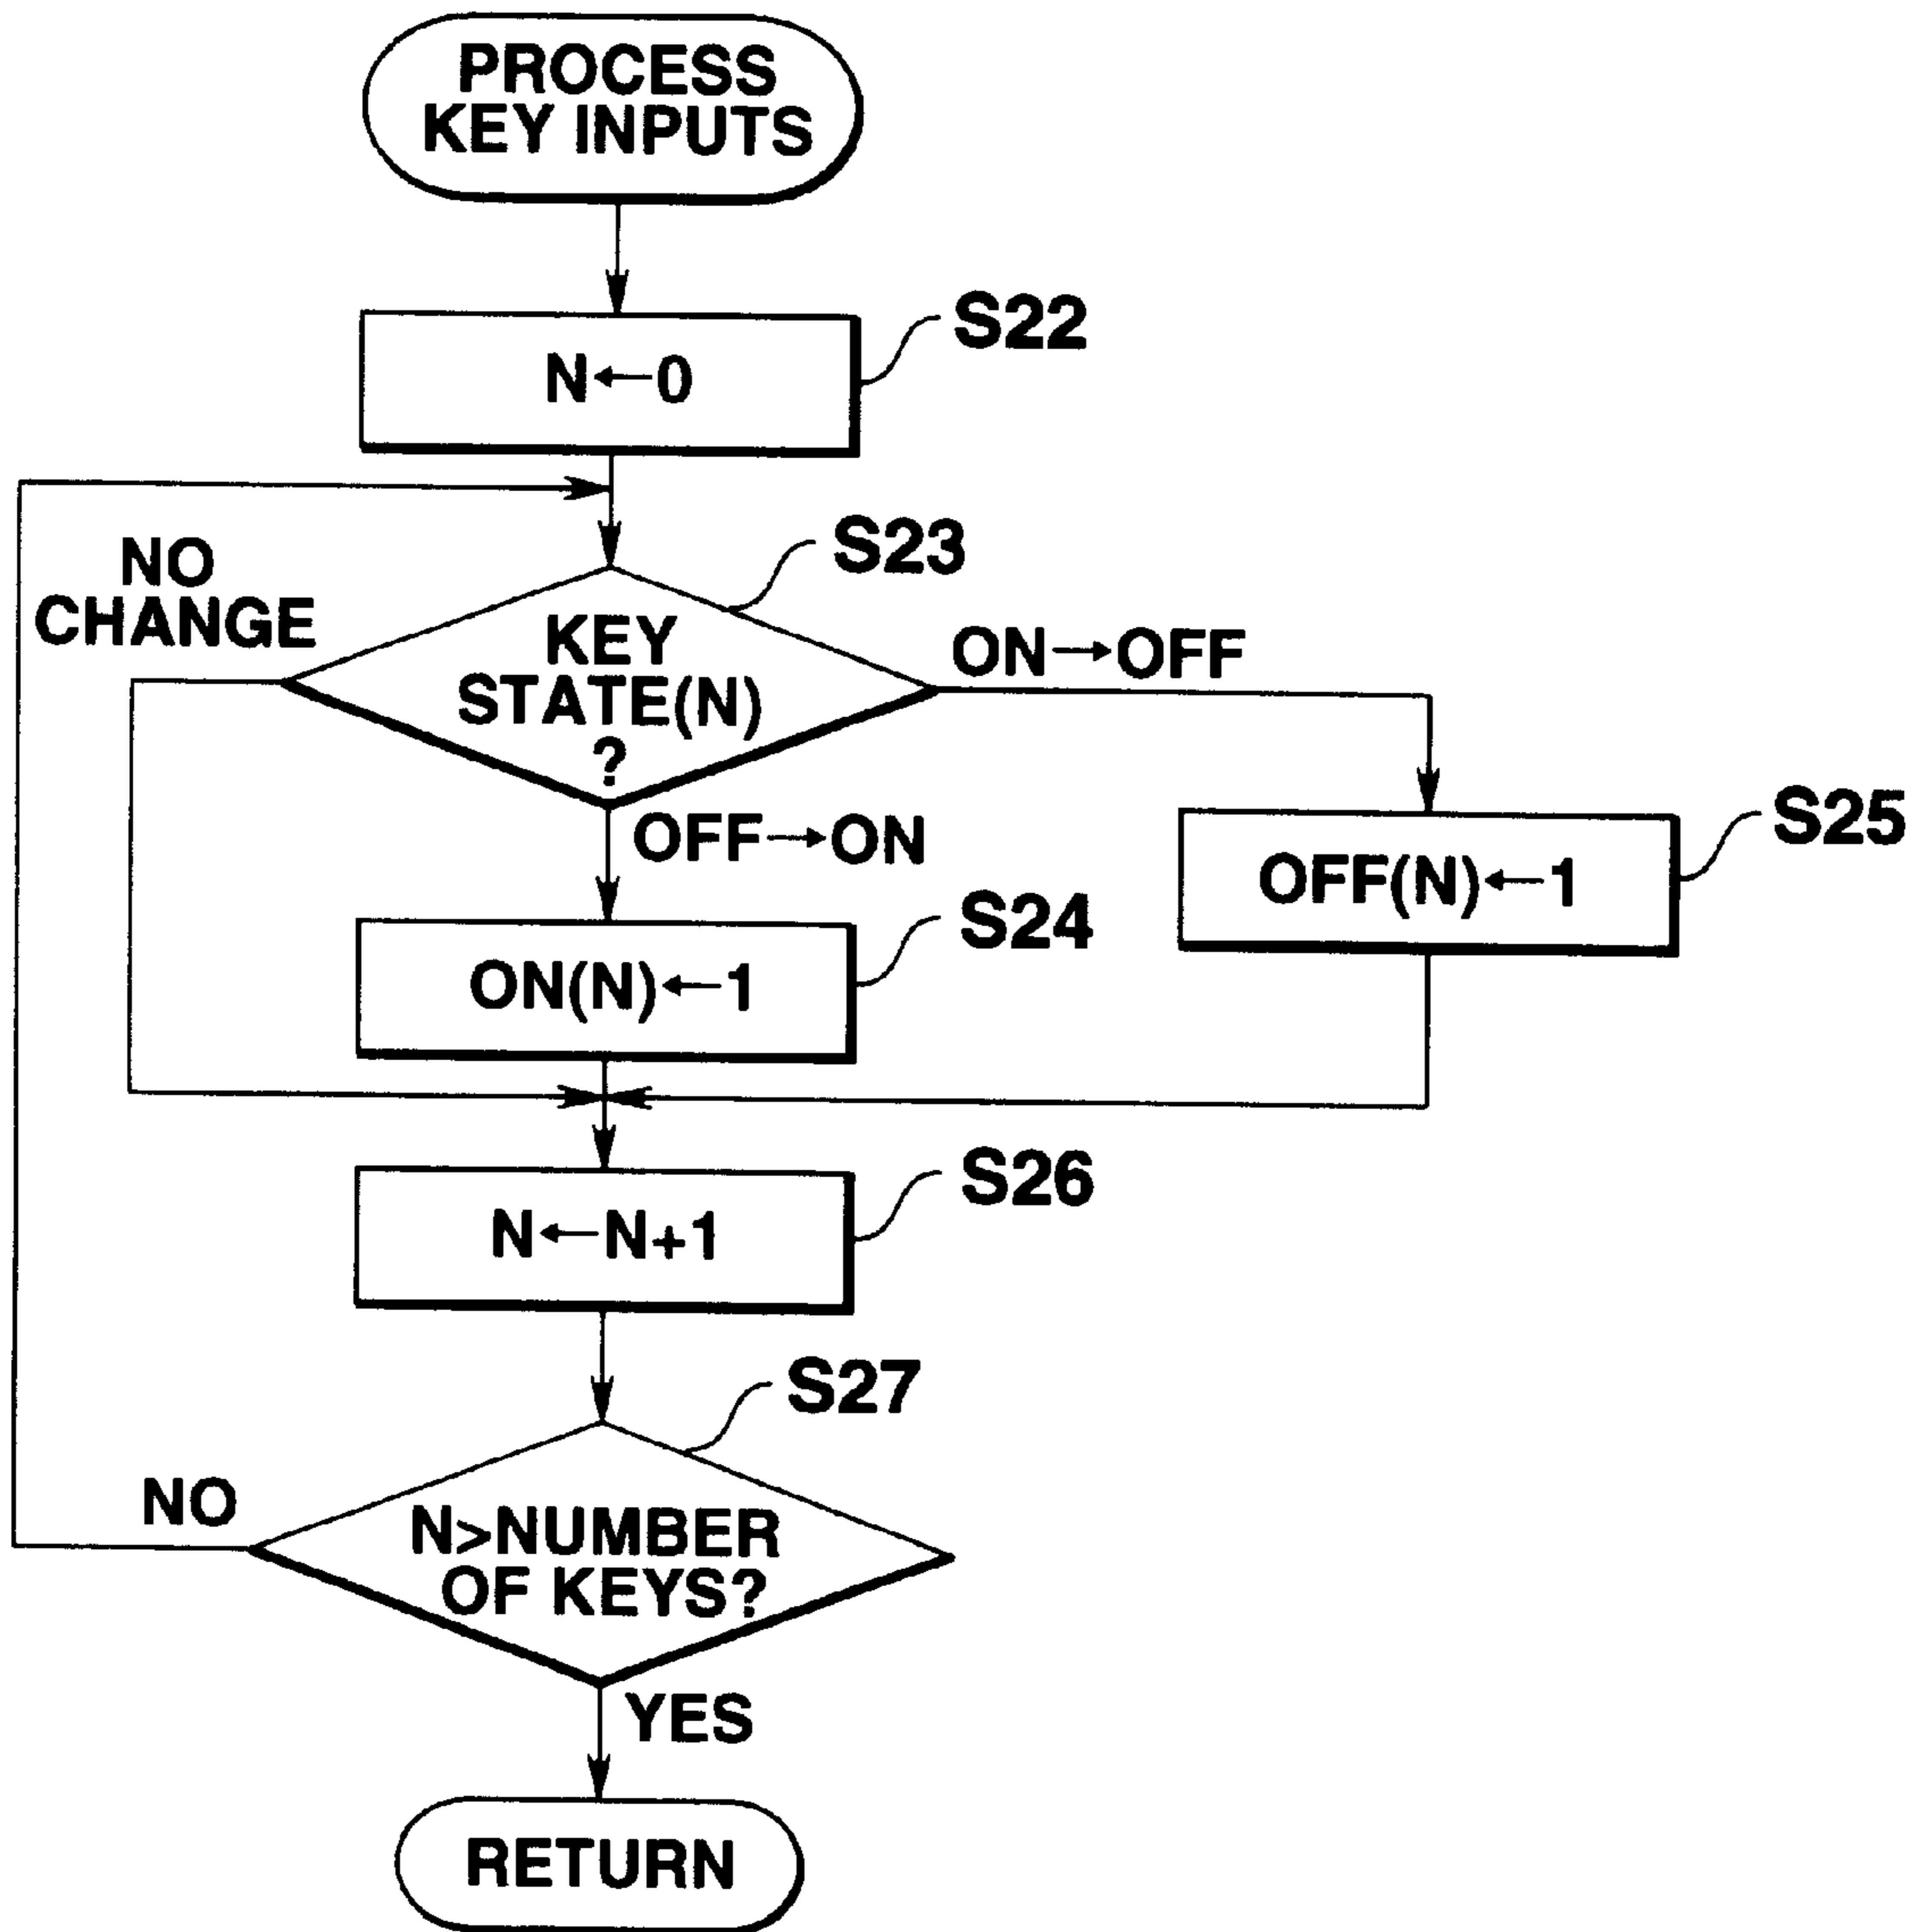 PROCESS
KEY INPUTS
N←0
S22
NO
CHANGE
S23
KEY
STATE(N)
?
ON→OFF
OFF→ON
S25
OFF(N)←1
S24
ON(N)←1
S26
N←N+1
S27
NO
N>NUMBER
OF KEYS?
YES
RETURN